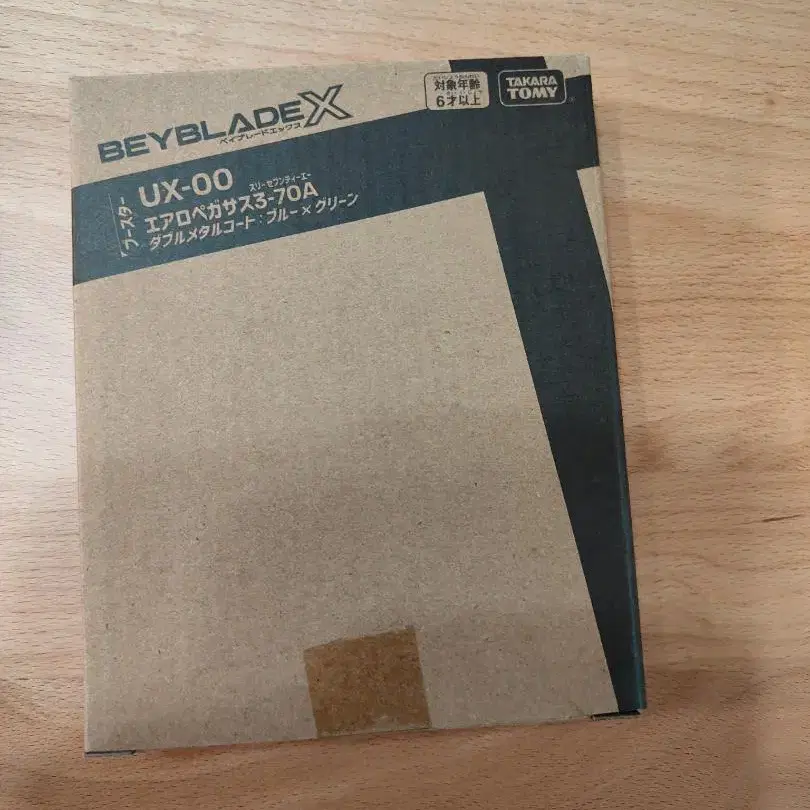 BEYBLADE X
ベイブレードエックス
対象年齢
6才以上
TAKARA
TOMY
ブースター
UX-00
スリーセブンティーエー
エアロペガサス3-70A
ダブルメタルコート:ブルー×グリーン